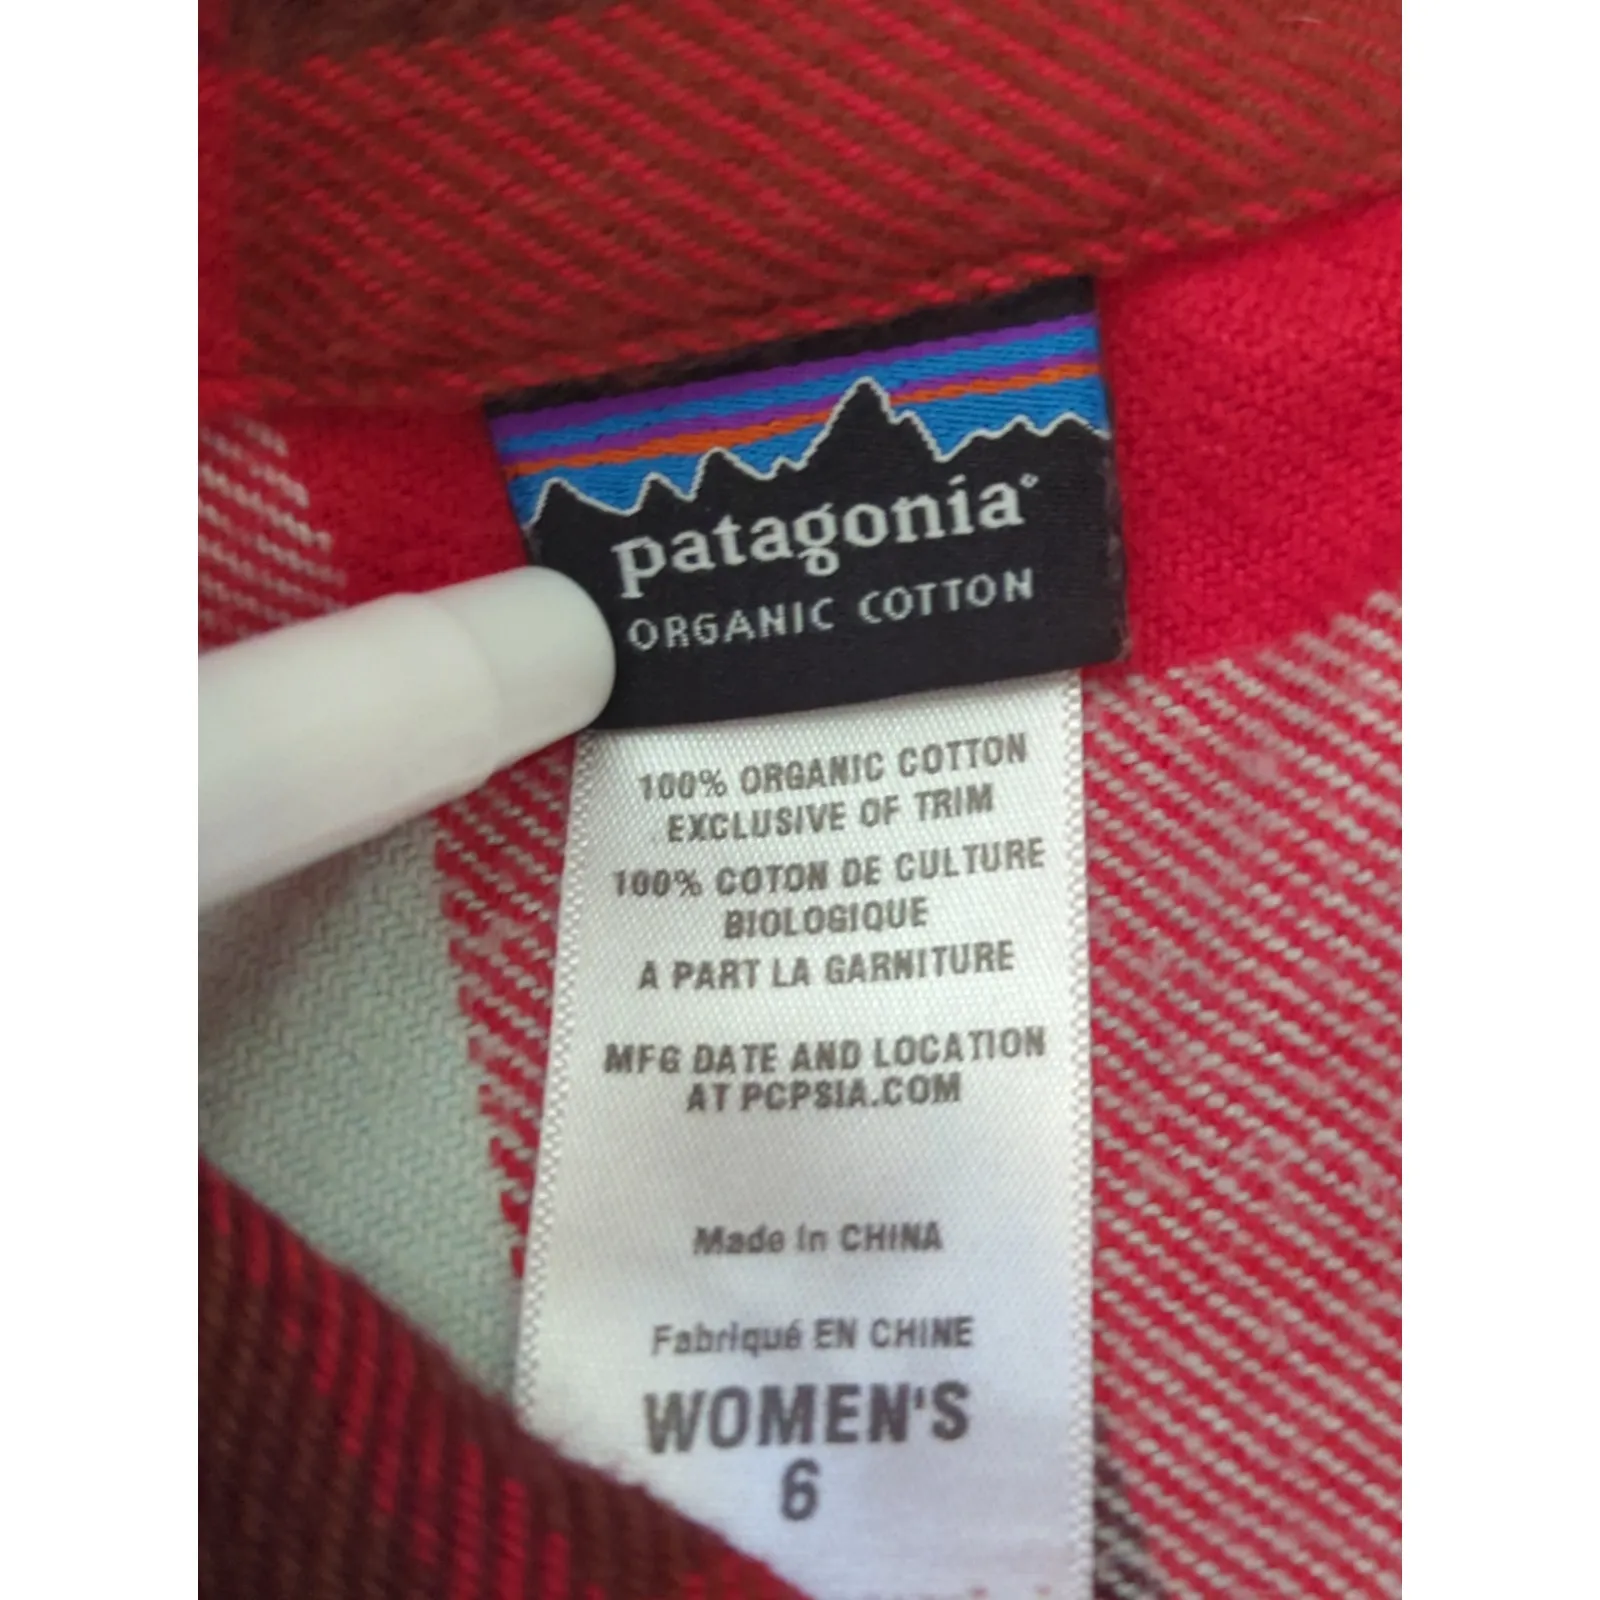 patagonia®
ORGANIC COTTON
100% ORGANIC COTTON
EXCLUSIVE OF TRIM
100% COTON DE CULTURE
BIOLOGIQUE
A PART LA GARNITURE
MFG DATE AND LOCATION
AT PCPSIA.COM
Made in CHINA
Fabriqué EN CHINE
WOMEN'S
6